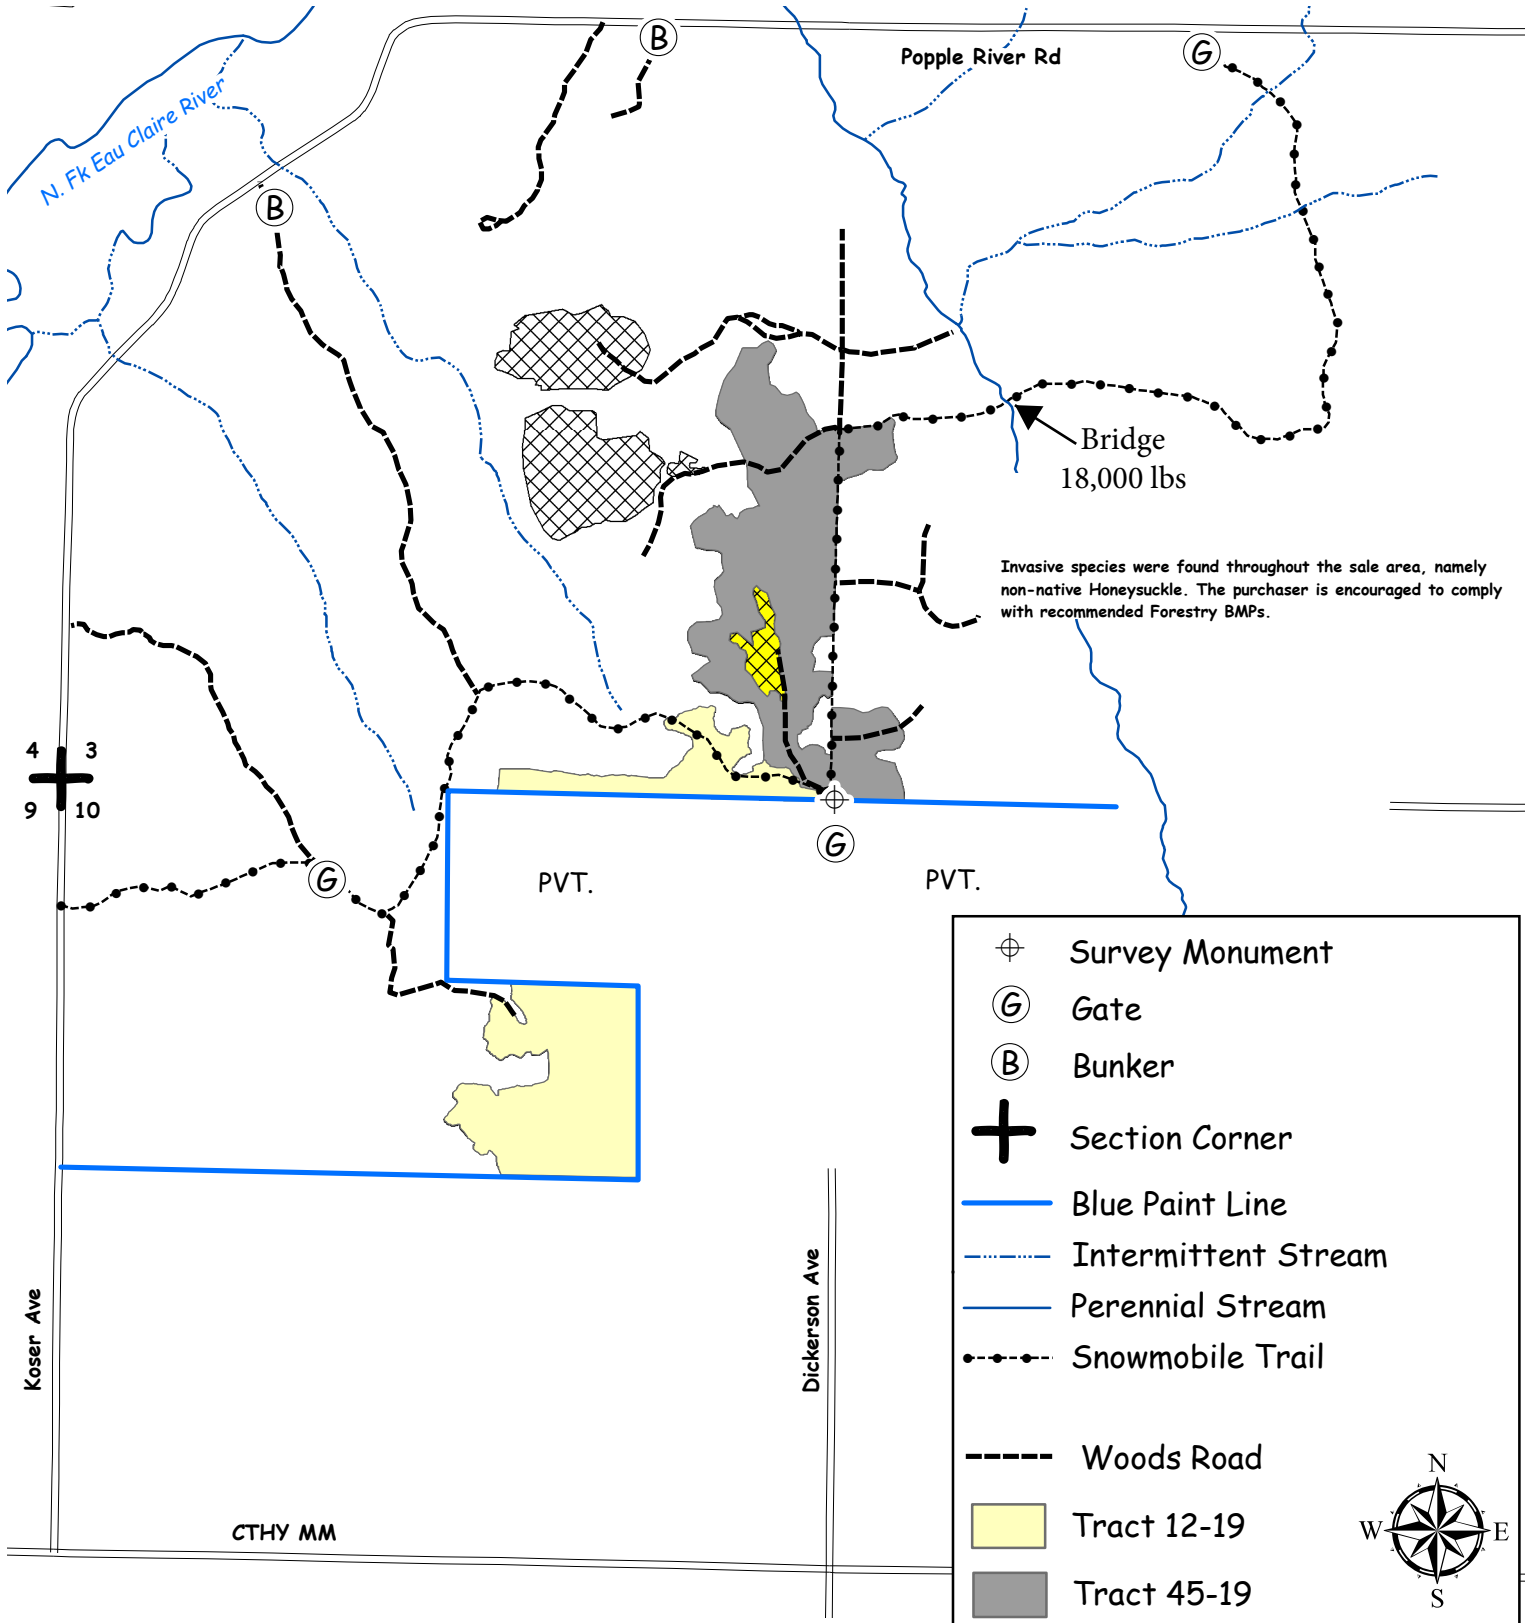 B
Popple River Rd
G
N. Fk Eau Claire River
B
Bridge
18,000 lbs
Invasive species were found throughout the sale area, namely
non-native Honeysuckle. The purchaser is encouraged to comply
with recommended Forestry BMPs.
4 3
9 10
G
G
PVT.
PVT.
Survey Monument
G Gate
B Bunker
Section Corner
Blue Paint Line
Intermittent Stream
Perennial Stream
Snowmobile Trail
Woods Road
Tract 12-19
Tract 45-19
N
W E
S
Koser Ave
Dickerson Ave
CTHY MM